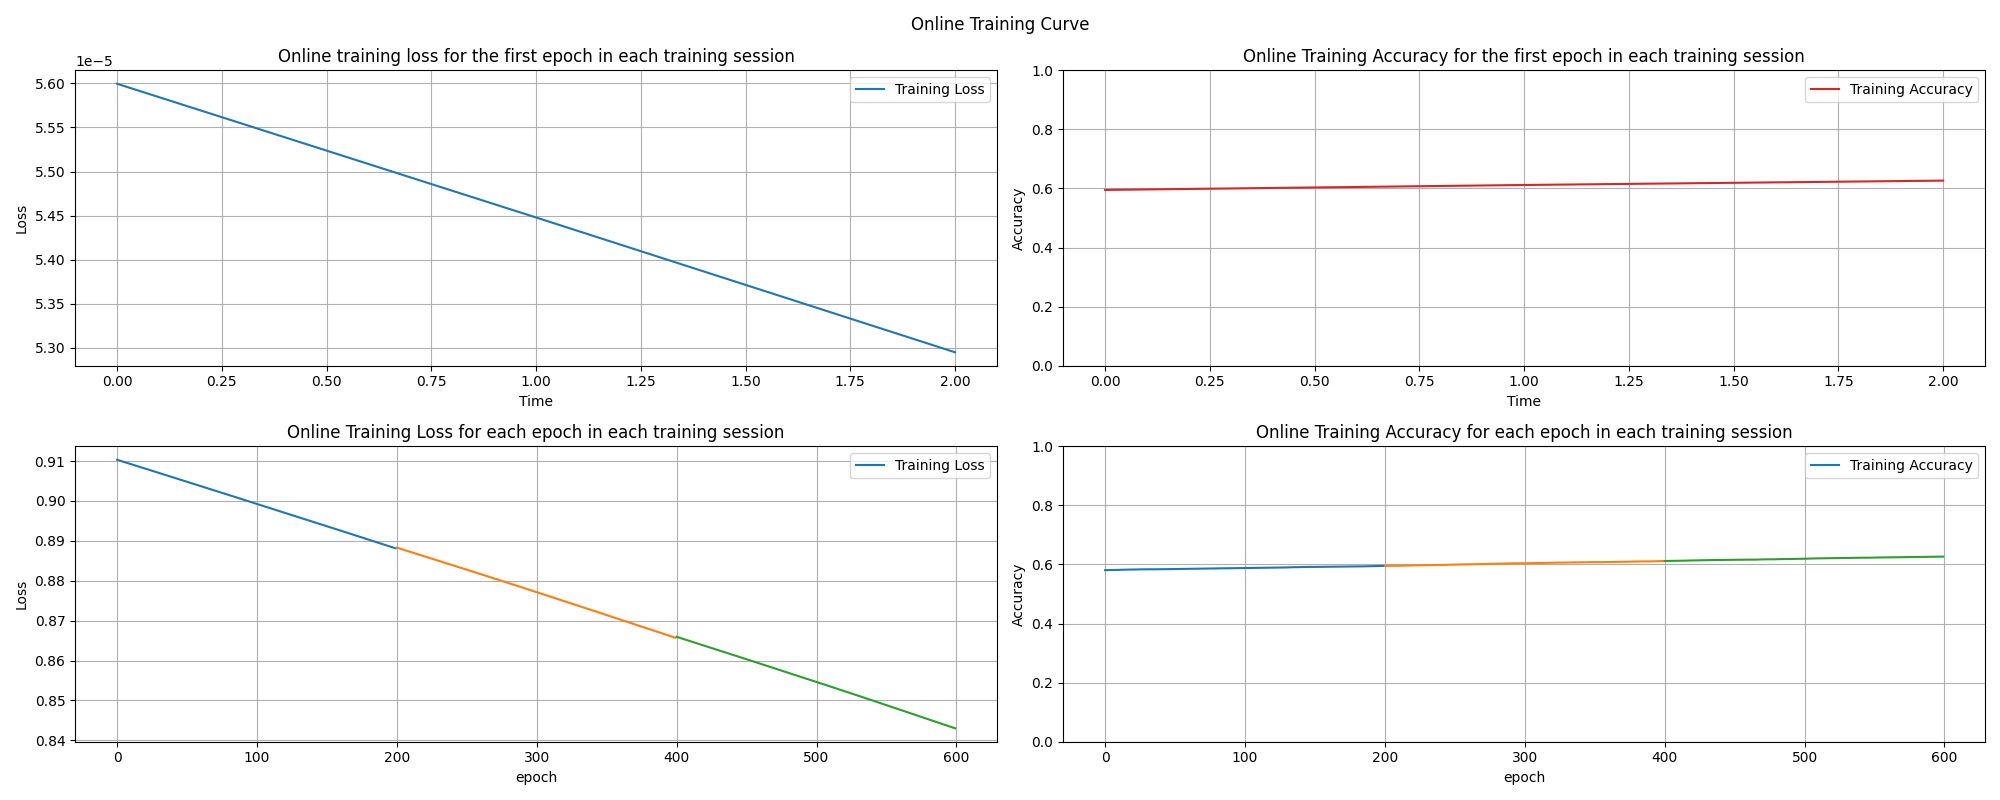 Online Training Curve
Online training loss for the first epoch in each training session
1e−5
Training Loss
5.60
5.55
5.50
5.45
5.40
5.35
5.30
Loss
0.00 0.25 0.50 0.75 1.00 1.25 1.50 1.75 2.00
Time
Online Training Accuracy for the first epoch in each training session
Training Accuracy
1.0
0.8
0.6
0.4
0.2
0.0
Accuracy
0.00 0.25 0.50 0.75 1.00 1.25 1.50 1.75 2.00
Time
Online Training Loss for each epoch in each training session
Training Loss
0.91
0.90
0.89
0.88
0.87
0.86
0.85
0.84
Loss
0 100 200 300 400 500 600
epoch
Online Training Accuracy for each epoch in each training session
Training Accuracy
1.0
0.8
0.6
0.4
0.2
0.0
Accuracy
0 100 200 300 400 500 600
epoch